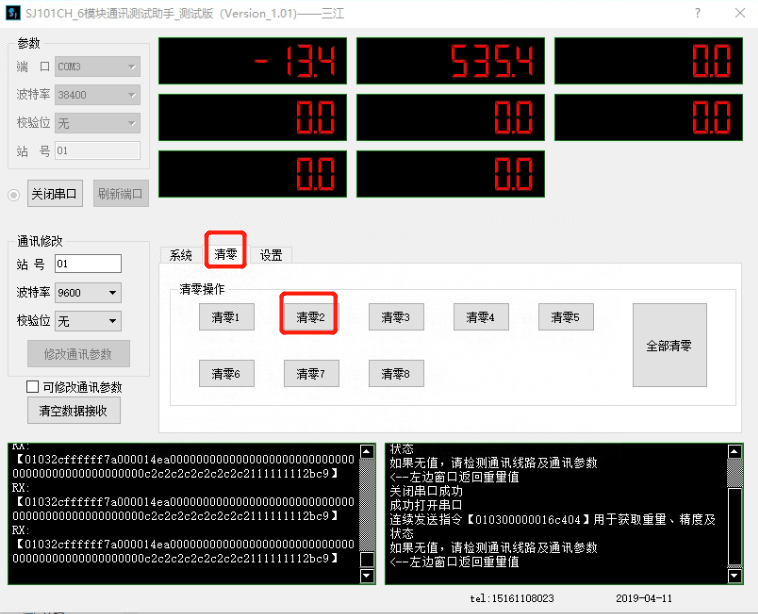 SJ101CH_6模块通讯测试助手_测试版 (Version_1.01)——三江
参数
端 口 COM3
波特率 38400
校验位 无
站 号 01
关闭串口 刷新端口
-13.4 535.4 0.0
0.0 0.0 0.0
0.0 0.0
通讯修改
站 号 01
波特率 9600
校验位 无
修改通讯参数
可修改通讯参数
清空数据接收
系统 清零 设置
清零操作
清零1 清零2 清零3 清零4 清零5
清零6 清零7 清零8
全部清零
RX:
【01032cffffff7a000014ea0000000000000000000000000000
0000000000000000000000c2c2c2c2c2c2c2111111112bc9】
RX:
【01032cffffff7a000014ea0000000000000000000000000000
0000000000000000000000c2c2c2c2c2c2c2111111112bc9】
RX:
【01032cffffff7a000014ea0000000000000000000000000000
0000000000000000000000c2c2c2c2c2c2c2111111112bc9】
状态
如果无值，请检测通讯线路及通讯参数
<--左边窗口返回重量值
关闭串口成功
成功打开串口
连续发送指令【010300000016c404】用于获取重量、精度及
状态
如果无值，请检测通讯线路及通讯参数
<--左边窗口返回重量值
tel:15161108023 2019-04-11